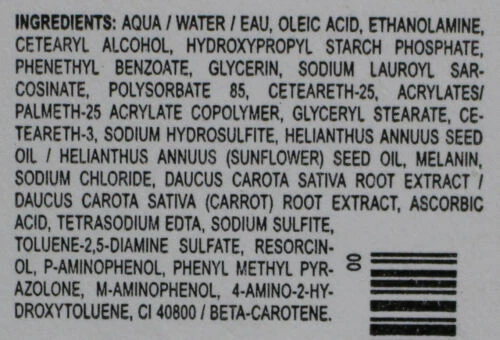 INGREDIENTS: AQUA / WATER / EAU, OLEIC ACID, ETHANOLAMINE,
CETEARYL ALCOHOL, HYDROXYPROPYL STARCH PHOSPHATE,
PHENETHYL BENZOATE, GLYCERIN, SODIUM LAUROYL SAR-
COSINATE, POLYSORBATE 85, CETEARETH-25, ACRYLATES/
PALMETH-25 ACRYLATE COPOLYMER, GLYCERYL STEARATE, CE-
TEARETH-3, SODIUM HYDROSULFITE, HELIANTHUS ANNUUS SEED
OIL / HELIANTHUS ANNUUS (SUNFLOWER) SEED OIL, MELANIN,
SODIUM CHLORIDE, DAUCUS CAROTA SATIVA ROOT EXTRACT /
DAUCUS CAROTA SATIVA (CARROT) ROOT EXTRACT, ASCORBIC
ACID, TETRASODIUM EDTA, SODIUM SULFITE,
TOLUENE-2,5-DIAMINE SULFATE, RESORCIN-
OL, P-AMINOPHENOL, PHENYL METHYL PYR-
AZOLONE, M-AMINOPHENOL, 4-AMINO-2-HY-
DROXYTOLUENE, CI 40800 / BETA-CAROTENE.
00